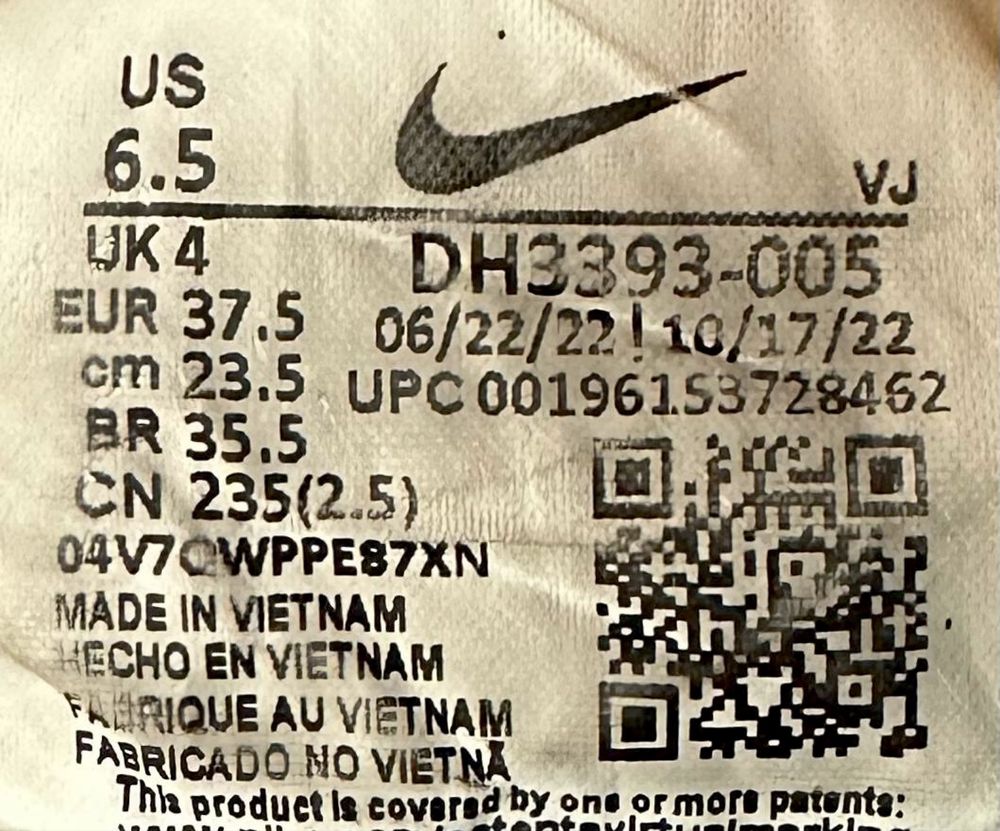 US
6.5
VJ
UK 4
DH3393-005
EUR 37.5
06/22/22 ! 10/17/22
cm 23.5
UPC 00196153728462
BR 35.5
CN 235(2.5)
04V7QWPPE87XN
MADE IN VIETNAM
HECHO EN VIETNAM
FABRIQUE AU VIETNAM
FABRICADO NO VIETNÃ
This product is covered by one or more patents: